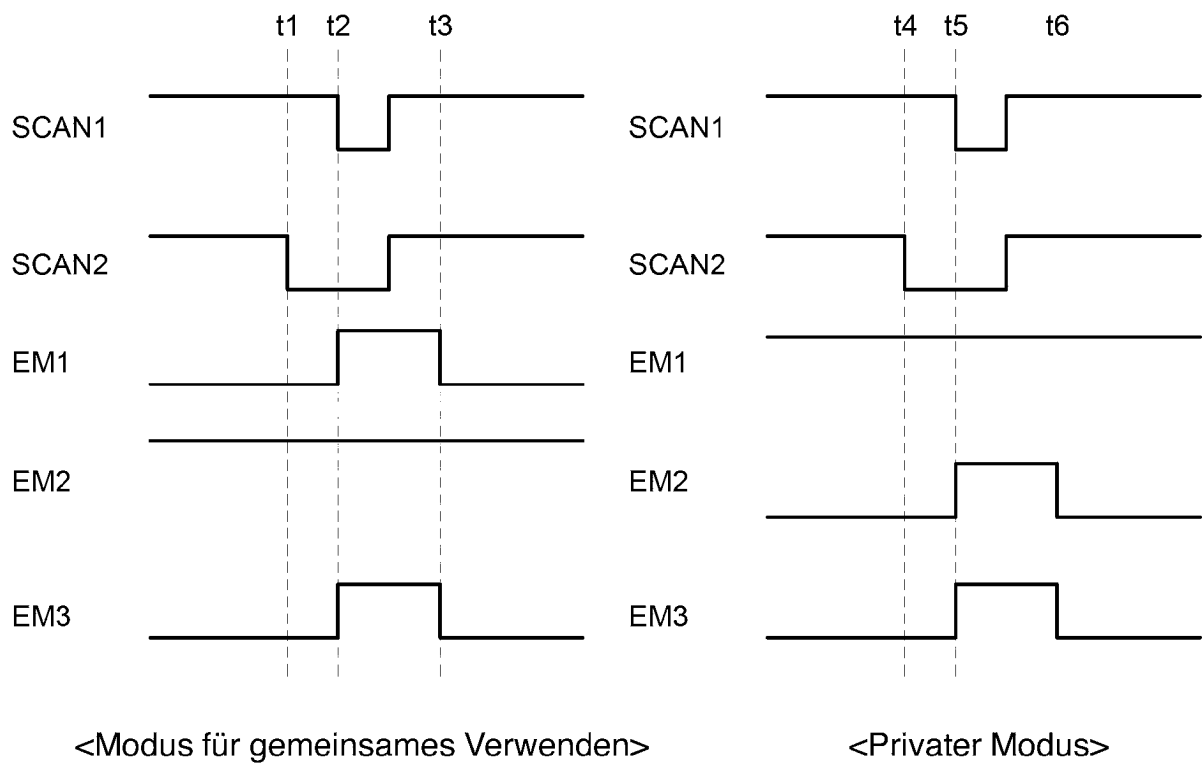 t1 t2 t3 t4 t5 t6
SCAN1 SCAN1
SCAN2 SCAN2
EM1 EM1
EM2 EM2
EM3 EM3
<Modus für gemeinsames Verwenden> <Privater Modus>